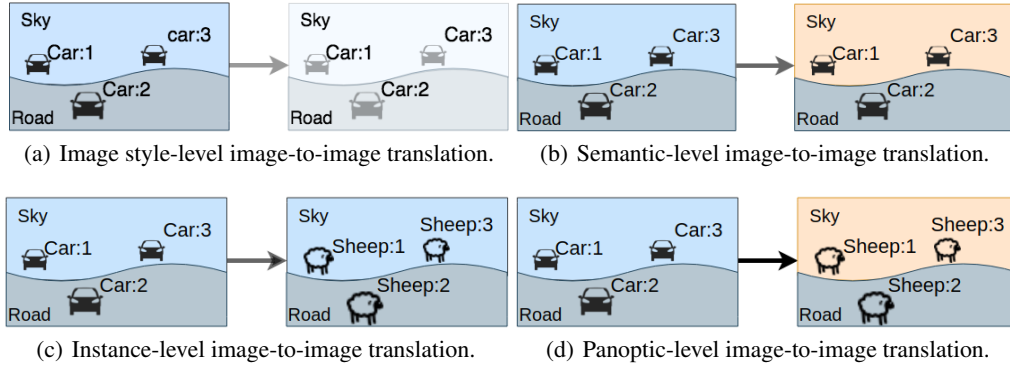 Sky
Car:1
car:3
Car:2
Road
Sky
Car:1
Car:3
Car:2
Road
(a) Image style-level image-to-image translation.
Sky
Car:1
Car:3
Car:2
Road
Sky
Car:1
Car:3
Car:2
Road
(b) Semantic-level image-to-image translation.
Sky
Car:1
Car:3
Car:2
Road
Sky
Sheep:1
Sheep:3
Sheep:2
Road
(c) Instance-level image-to-image translation.
Sky
Car:1
Car:3
Car:2
Road
Sky
Sheep:1
Sheep:3
Sheep:2
Road
(d) Panoptic-level image-to-image translation.